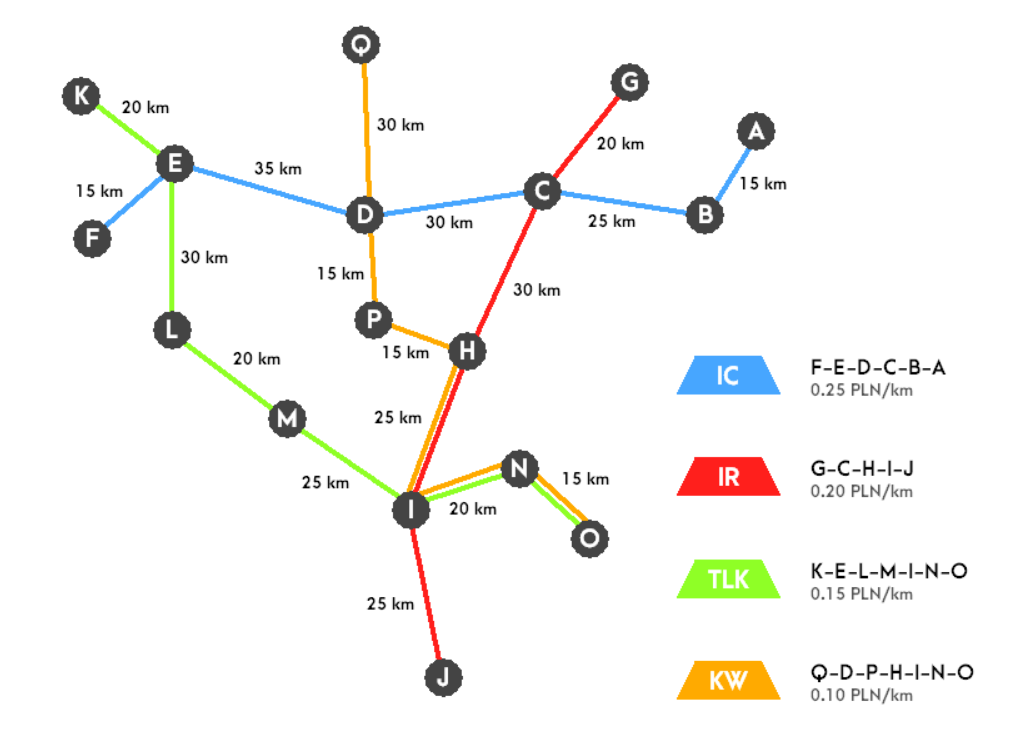 Q
K
20 km
G
30 km
A
E
35 km
20 km
15 km
15 km
C
D
30 km
25 km
B
F
30 km
15 km
30 km
L
P
15 km
H
20 km
IC
F-E-D-C-B-A
0.25 PLN/km
M
25 km
25 km
N
15 km
IR
G-C-H-I-J
0.20 PLN/km
I
20 km
O
25 km
TLK
K-E-L-M-I-N-O
0.15 PLN/km
J
KW
Q-D-P-H-I-N-O
0.10 PLN/km